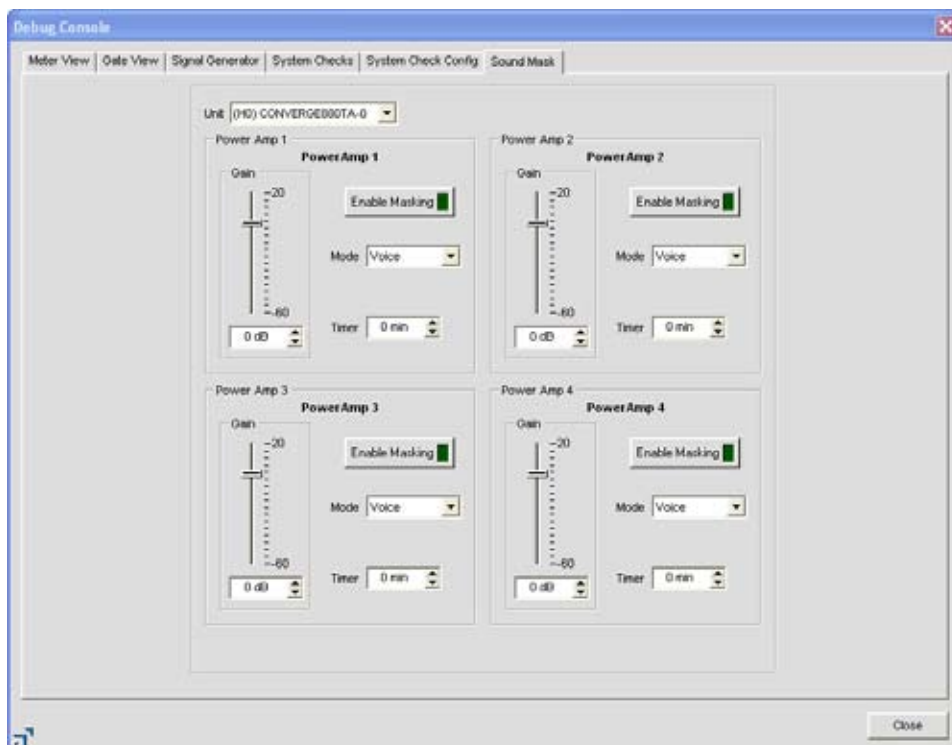 Debug Console
Meter View Gate View Signal Generator System Checks System Check Config Sound Mask
Unit (H0) CONVERGE880TA-0
Power Amp 1
PowerAmp 1
Gain
20
-60
0 dB
Enable Masking
Mode Voice
Timer 0 min
Power Amp 2
PowerAmp 2
Gain
20
-60
0 dB
Enable Masking
Mode Voice
Timer 0 min
Power Amp 3
PowerAmp 3
Gain
20
-60
0 dB
Enable Masking
Mode Voice
Timer 0 min
Power Amp 4
PowerAmp 4
Gain
20
-60
0 dB
Enable Masking
Mode Voice
Timer 0 min
Close